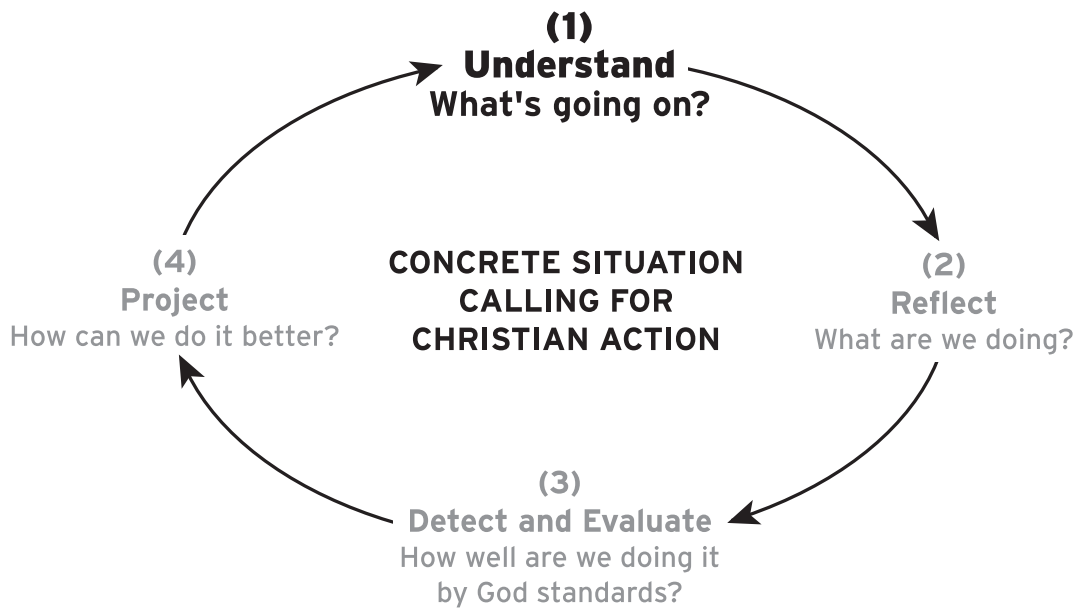 (1)
Understand
What's going on?
(2)
Reflect
What are we doing?
(3)
Detect and Evaluate
How well are we doing it
by God standards?
(4)
Project
How can we do it better?
CONCRETE SITUATION
CALLING FOR
CHRISTIAN ACTION